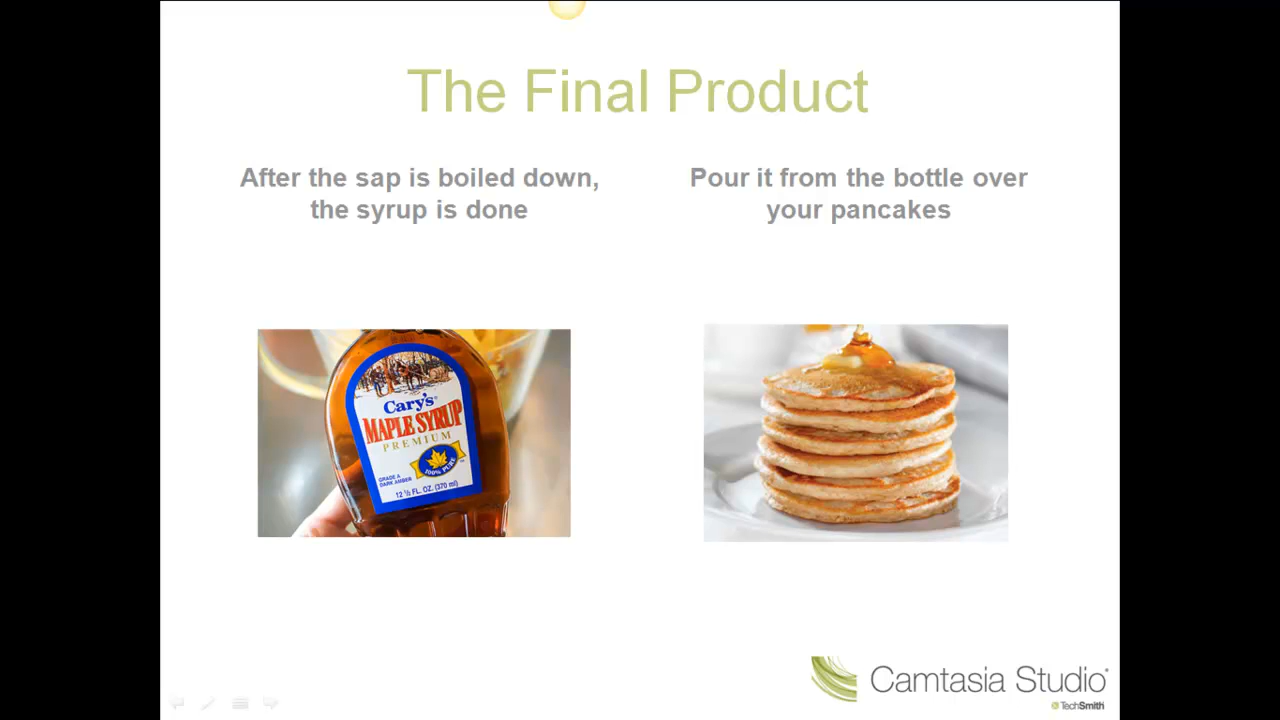 The Final Product
After the sap is boiled down,
the syrup is done
Pour it from the bottle over
your pancakes
Cary's®
MAPLE SYRUP
PREMIUM
100% PURE
GRADE A
DARK AMBER
12 ½ FL. OZ. (370 ml)
Camtasia Studio®
TechSmith